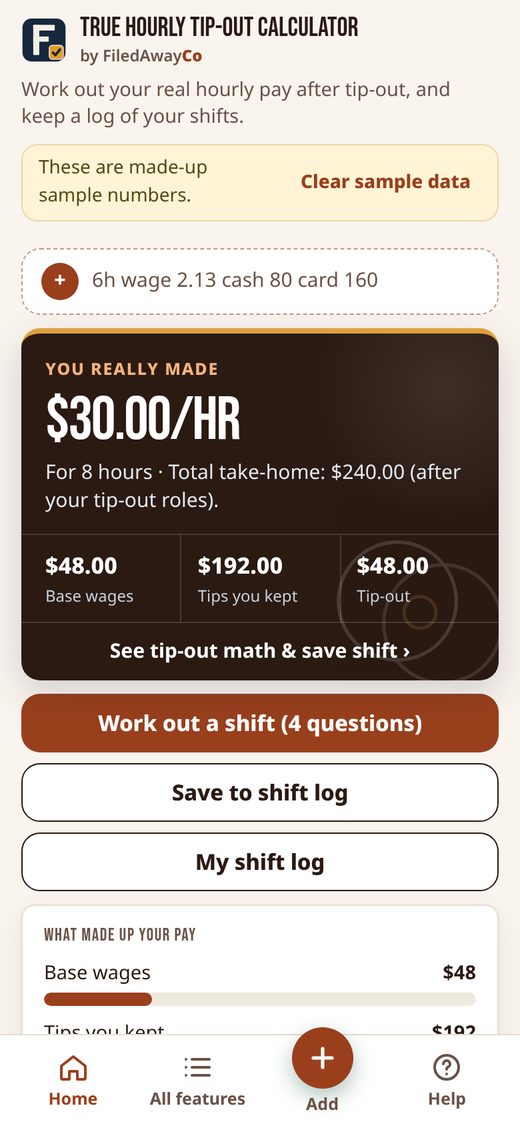 TRUE HOURLY TIP-OUT CALCULATOR
by FiledAwayCo
Work out your real hourly pay after tip-out, and
keep a log of your shifts.
These are made-up
sample numbers.
Clear sample data
+ 6h wage 2.13 cash 80 card 160
YOU REALLY MADE
$30.00/HR
For 8 hours · Total take-home: $240.00 (after
your tip-out roles).
$48.00
Base wages
$192.00
Tips you kept
$48.00
Tip-out
See tip-out math & save shift ›
Work out a shift (4 questions)
Save to shift log
My shift log
WHAT MADE UP YOUR PAY
Base wages $48
Tips you kept $192
Home
All features
Add
Help